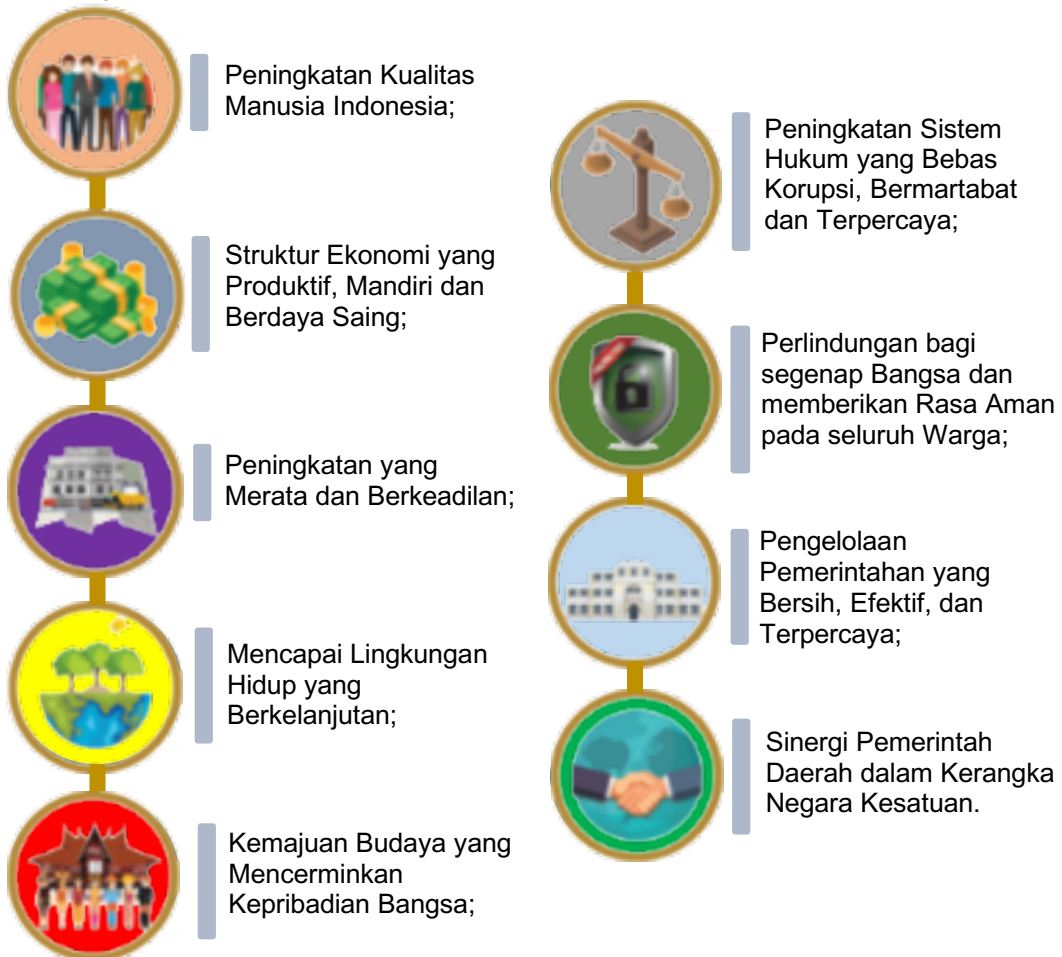 Peningkatan Kualitas
Manusia Indonesia;
Struktur Ekonomi yang
Produktif, Mandiri dan
Berdaya Saing;
Peningkatan yang
Merata dan Berkeadilan;
Mencapai Lingkungan
Hidup yang
Berkelanjutan;
Kemajuan Budaya yang
Mencerminkan
Kepribadian Bangsa;
Peningkatan Sistem
Hukum yang Bebas
Korupsi, Bermartabat
dan Terpercaya;
Perlindungan bagi
segenap Bangsa dan
memberikan Rasa Aman
pada seluruh Warga;
Pengelolaan
Pemerintahan yang
Bersih, Efektif, dan
Terpercaya;
Sinergi Pemerintah
Daerah dalam Kerangka
Negara Kesatuan.